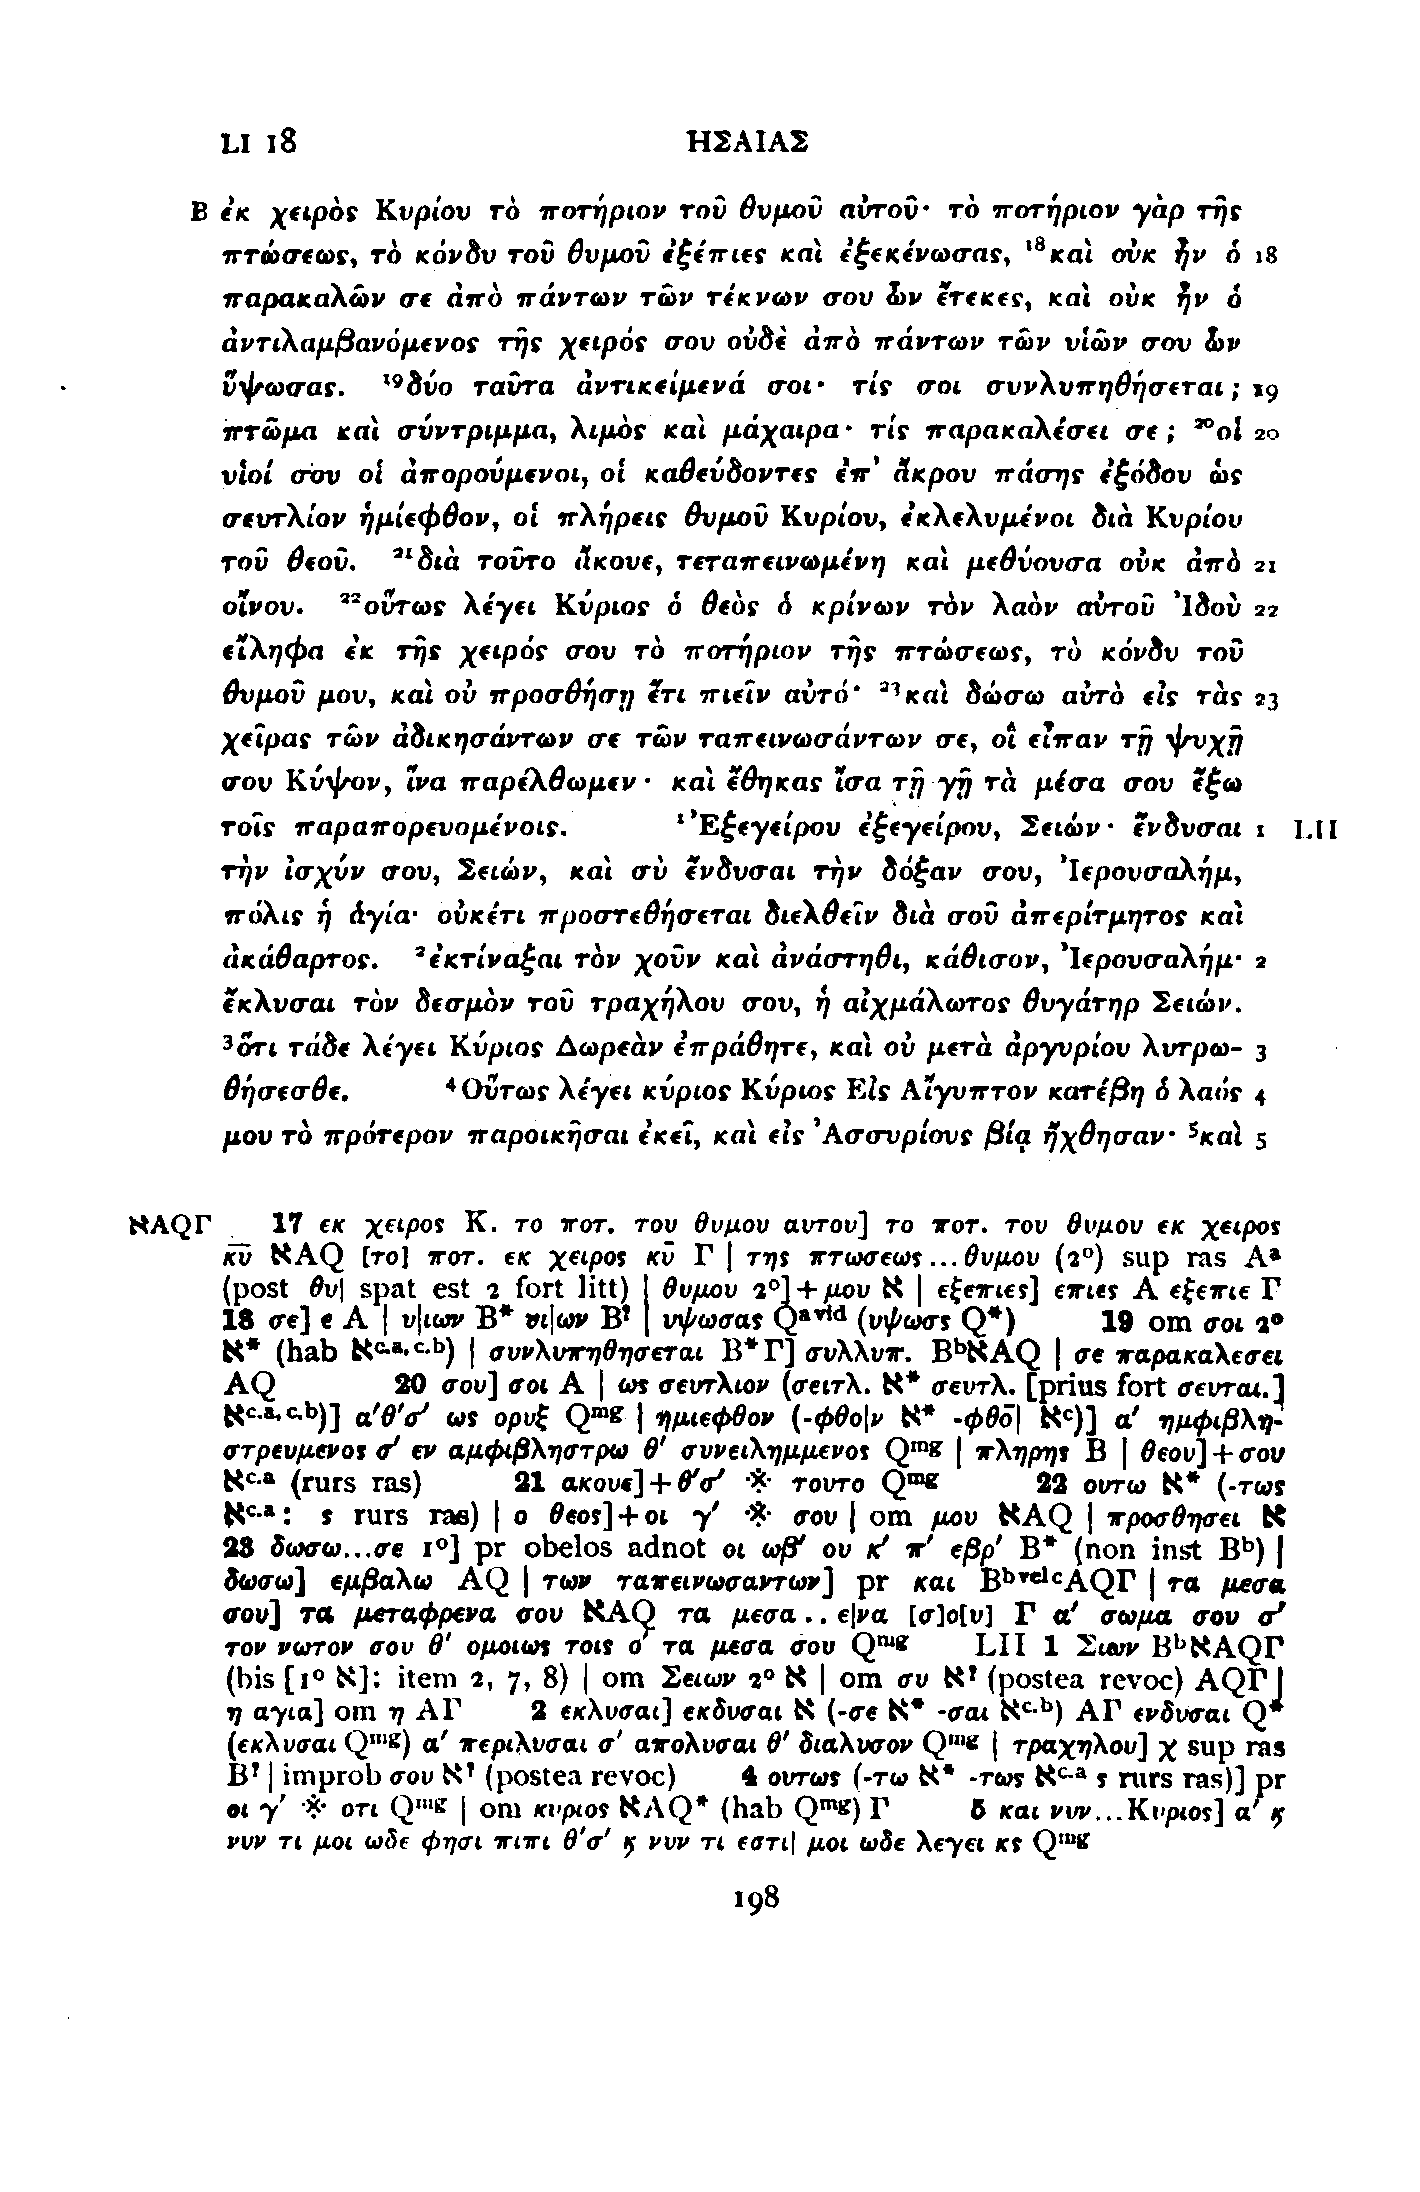 LI 18 ΗΣΑΙΑΣ
B ἐκ χειρὸς Κυρίου τὸ ποτήριον τοῦ θυμοῦ αὐτοῦ· τὸ ποτήριον γὰρ τῆς
πτώσεως, τὸ κόνδυ τοῦ θυμοῦ ἐξέπιες καὶ ἐξεκένωσας, ¹⁸καὶ οὐκ ἦν ὁ 18
παρακαλῶν σε ἀπὸ πάντων τῶν τέκνων σου ὧν ἔτεκες, καὶ οὐκ ἦν ὁ
ἀντιλαμβανόμενος τῆς χειρός σου οὐδὲ ἀπὸ πάντων τῶν υἱῶν σου ὧν
ὕψωσας. ¹⁹δύο ταῦτα ἀντικείμενά σοι· τίς σοι συνλυπηθήσεται; 19
πτῶμα καὶ σύντριμμα, λιμὸς καὶ μάχαιρα· τίς παρακαλέσει σε; ²⁰οἱ 20
υἱοί σου οἱ ἀπορούμενοι, οἱ καθεύδοντες ἐπ’ ἄκρου πάσης ἐξόδου ὡς
σευτλίον ἡμίεφθον, οἱ πλήρεις θυμοῦ Κυρίου, ἐκλελυμένοι διὰ Κυρίου
τοῦ θεοῦ. ²¹διὰ τοῦτο ἄκουε, τεταπεινωμένη καὶ μεθύουσα οὐκ ἀπὸ 21
οἴνου. ²²οὕτως λέγει Κύριος ὁ θεὸς ὁ κρίνων τὸν λαὸν αὐτοῦ Ἰδοὺ 22
εἴληφα ἐκ τῆς χειρός σου τὸ ποτήριον τῆς πτώσεως, τὸ κόνδυ τοῦ
θυμοῦ μου, καὶ οὐ προσθήσῃ ἔτι πιεῖν αὐτό· ²³καὶ δώσω αὐτὸ εἰς τὰς 23
χεῖρας τῶν ἀδικησάντων σε τῶν ταπεινωσάντων σε, οἳ εἶπαν τῇ ψυχῇ
σου Κύψον, ἵνα παρέλθωμεν· καὶ ἔθηκας ἴσα τῇ γῇ τὰ μέσα σου ἔξω
τοῖς παραπορευομένοις. ¹Ἐξεγείρου ἐξεγείρου, Σειών· ἔνδυσαι 1 LII
τὴν ἰσχύν σου, Σειών, καὶ σὺ ἔνδυσαι τὴν δόξαν σου, Ἰερουσαλήμ,
πόλις ἡ ἁγία· οὐκέτι προστεθήσεται διελθεῖν διὰ σοῦ ἀπερίτμητος καὶ
ἀκάθαρτος. ²ἐκτίναξαι τὸν χοῦν καὶ ἀνάστηθι, κάθισον, Ἰερουσαλήμ· 2
ἔκλυσαι τὸν δεσμὸν τοῦ τραχήλου σου, ἡ αἰχμάλωτος θυγάτηρ Σειών.
³ὅτι τάδε λέγει Κύριος Δωρεὰν ἐπράθητε, καὶ οὐ μετὰ ἀργυρίου λυτρω- 3
θήσεσθε. ⁴Οὕτως λέγει κύριος Κύριος Εἰς Αἴγυπτον κατέβη ὁ λαός 4
μου τὸ πρότερον παροικῆσαι ἐκεῖ, καὶ εἰς Ἀσσυρίους βίᾳ ἤχθησαν· ⁵καὶ 5
ℵAQΓ 17 εκ χειρος Κ. το ποτ. του θυμου αυτου] το ποτ. του θυμου εκ χειρος
κ̅υ̅ ℵAQ [το] ποτ. εκ χειρος κ̅υ̅ Γ | της πτωσεως...θυμου (2°) sup ras Aᵃ
(post θυ| spat est 2 fort litt) | θυμου 2°]+μου ℵ | εξεπιες] επιες A εξεπιε Γ
18 σε] ε A | υ|ιων B* υι|ων B? | υψωσας Qᵃ ᵛⁱᵈ (υψωσς Q*) 19 om σοι 2°
ℵ* (hab ℵᶜ·ᵃ, ᶜ·ᵇ) | συνλυπηθησεται B*Γ] συλλυπ. BᵇℵAQ | σε παρακαλεσει
AQ 20 σου] σοι A | ως σευτλιον (σειτλ. ℵ* σευτλ. [prius fort σευται.]
ℵᶜ·ᵃ, ᶜ·ᵇ)] α′θ′σ′ ως ορυξ Qᵐᵍ | ημιεφθον (-φθο|ν ℵ* -φθο̅| ℵᶜ)] α′ ημφιβλη-
στρευμενος σ′ εν αμφιβληστρω θ′ συνειλημμενος Qᵐᵍ | πληρης B | θεου]+σου
ℵᶜ·ᵃ (rurs ras) 21 ακουε]+θ′σ′ ※ τουτο Qᵐᵍ 22 ουτω ℵ* (-τως
ℵᶜ·ᵃ: ς rurs ras) | ο θεος]+οι γ′ ※ σου | om μου ℵAQ | προσθησει ℵ
23 δωσω...σε 1°] pr obelos adnot οι ωβ′ ου κ′ π′ εβρ′ B* (non inst Bᵇ) |
δωσω] εμβαλω AQ | των ταπεινωσαντων] pr και Bᵇ ᵛᵉˡ ᶜAQΓ | τα μεσα
σου] τα μεταφρενα σου ℵAQ τα μεσα .. ε|να [σ]ο[υ] Γ α′ σωμα σου σ′
τον νωτον σου θ′ ομοιως τοις ο′ τα μεσα σου Qᵐᵍ LII 1 Σιων BᵇℵAQΓ
(bis [1° ℵ]: item 2, 7, 8) | om Σειων 2° ℵ | om συ ℵ? (postea revoc) AQΓ |
η αγια] om η AΓ 2 εκλυσαι] εκδυσαι ℵ (-σε ℵ* -σαι ℵᶜ·ᵇ) AΓ ενδυσαι Q*
(εκλυσαι Qᵐᵍ) α′ περιλυσαι σ′ απολυσαι θ′ διαλυσον Qᵐᵍ | τραχηλου] χ sup ras
B? | improb σου ℵ? (postea revoc) 4 ουτως (-τω ℵ* -τως ℵᶜ·ᵃ ς rurs ras)] pr
οι γ′ ※ οτι Qᵐᵍ | om κυριος ℵAQ* (hab Qᵐᵍ) Γ 5 και νυν...Κυριος] α′ ϗ
νυν τι μοι ωδε φησι πιπι θ′σ′ ϗ νυν τι εστι| μοι ωδε λεγει κς Qᵐᵍ
198